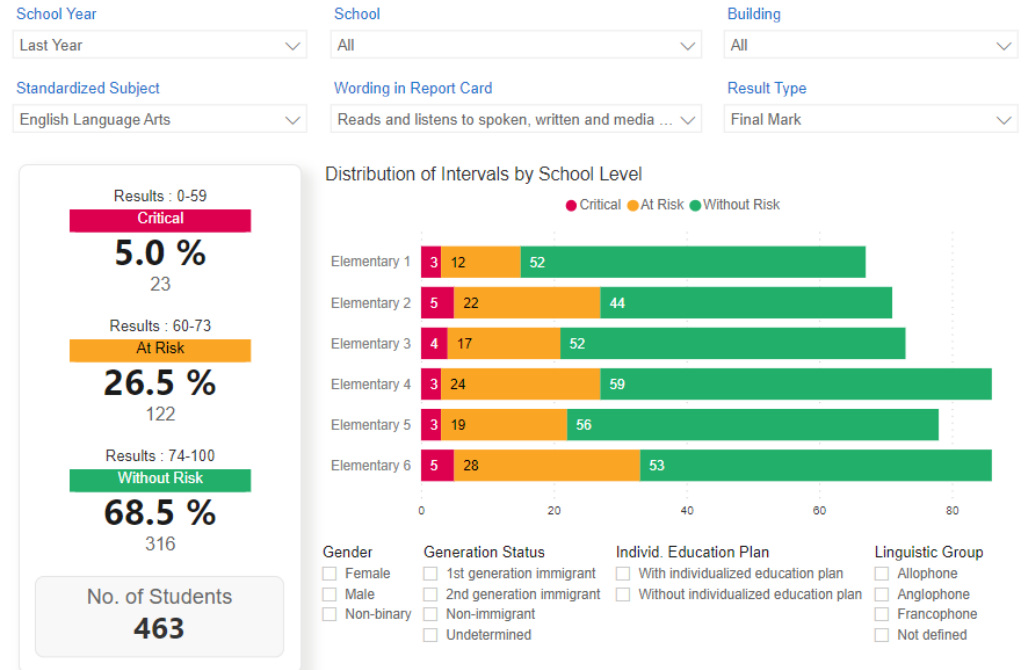 School Year School Building
Last Year All All
Standardized Subject Wording in Report Card Result Type
English Language Arts Reads and listens to spoken, written and media ... Final Mark
Results : 0-59
Critical
5.0 %
23
Results : 60-73
At Risk
26.5 %
122
Results : 74-100
Without Risk
68.5 %
316
No. of Students
463
Distribution of Intervals by School Level
Critical At Risk Without Risk
Elementary 1 3 12 52
Elementary 2 5 22 44
Elementary 3 4 17 52
Elementary 4 3 24 59
Elementary 5 3 19 56
Elementary 6 5 28 53
0 20 40 60 80
Gender Generation Status Individ. Education Plan Linguistic Group
Female 1st generation immigrant With individualized education plan Allophone
Male 2nd generation immigrant Without individualized education plan Anglophone
Non-binary Non-immigrant Francophone
Undetermined Not defined